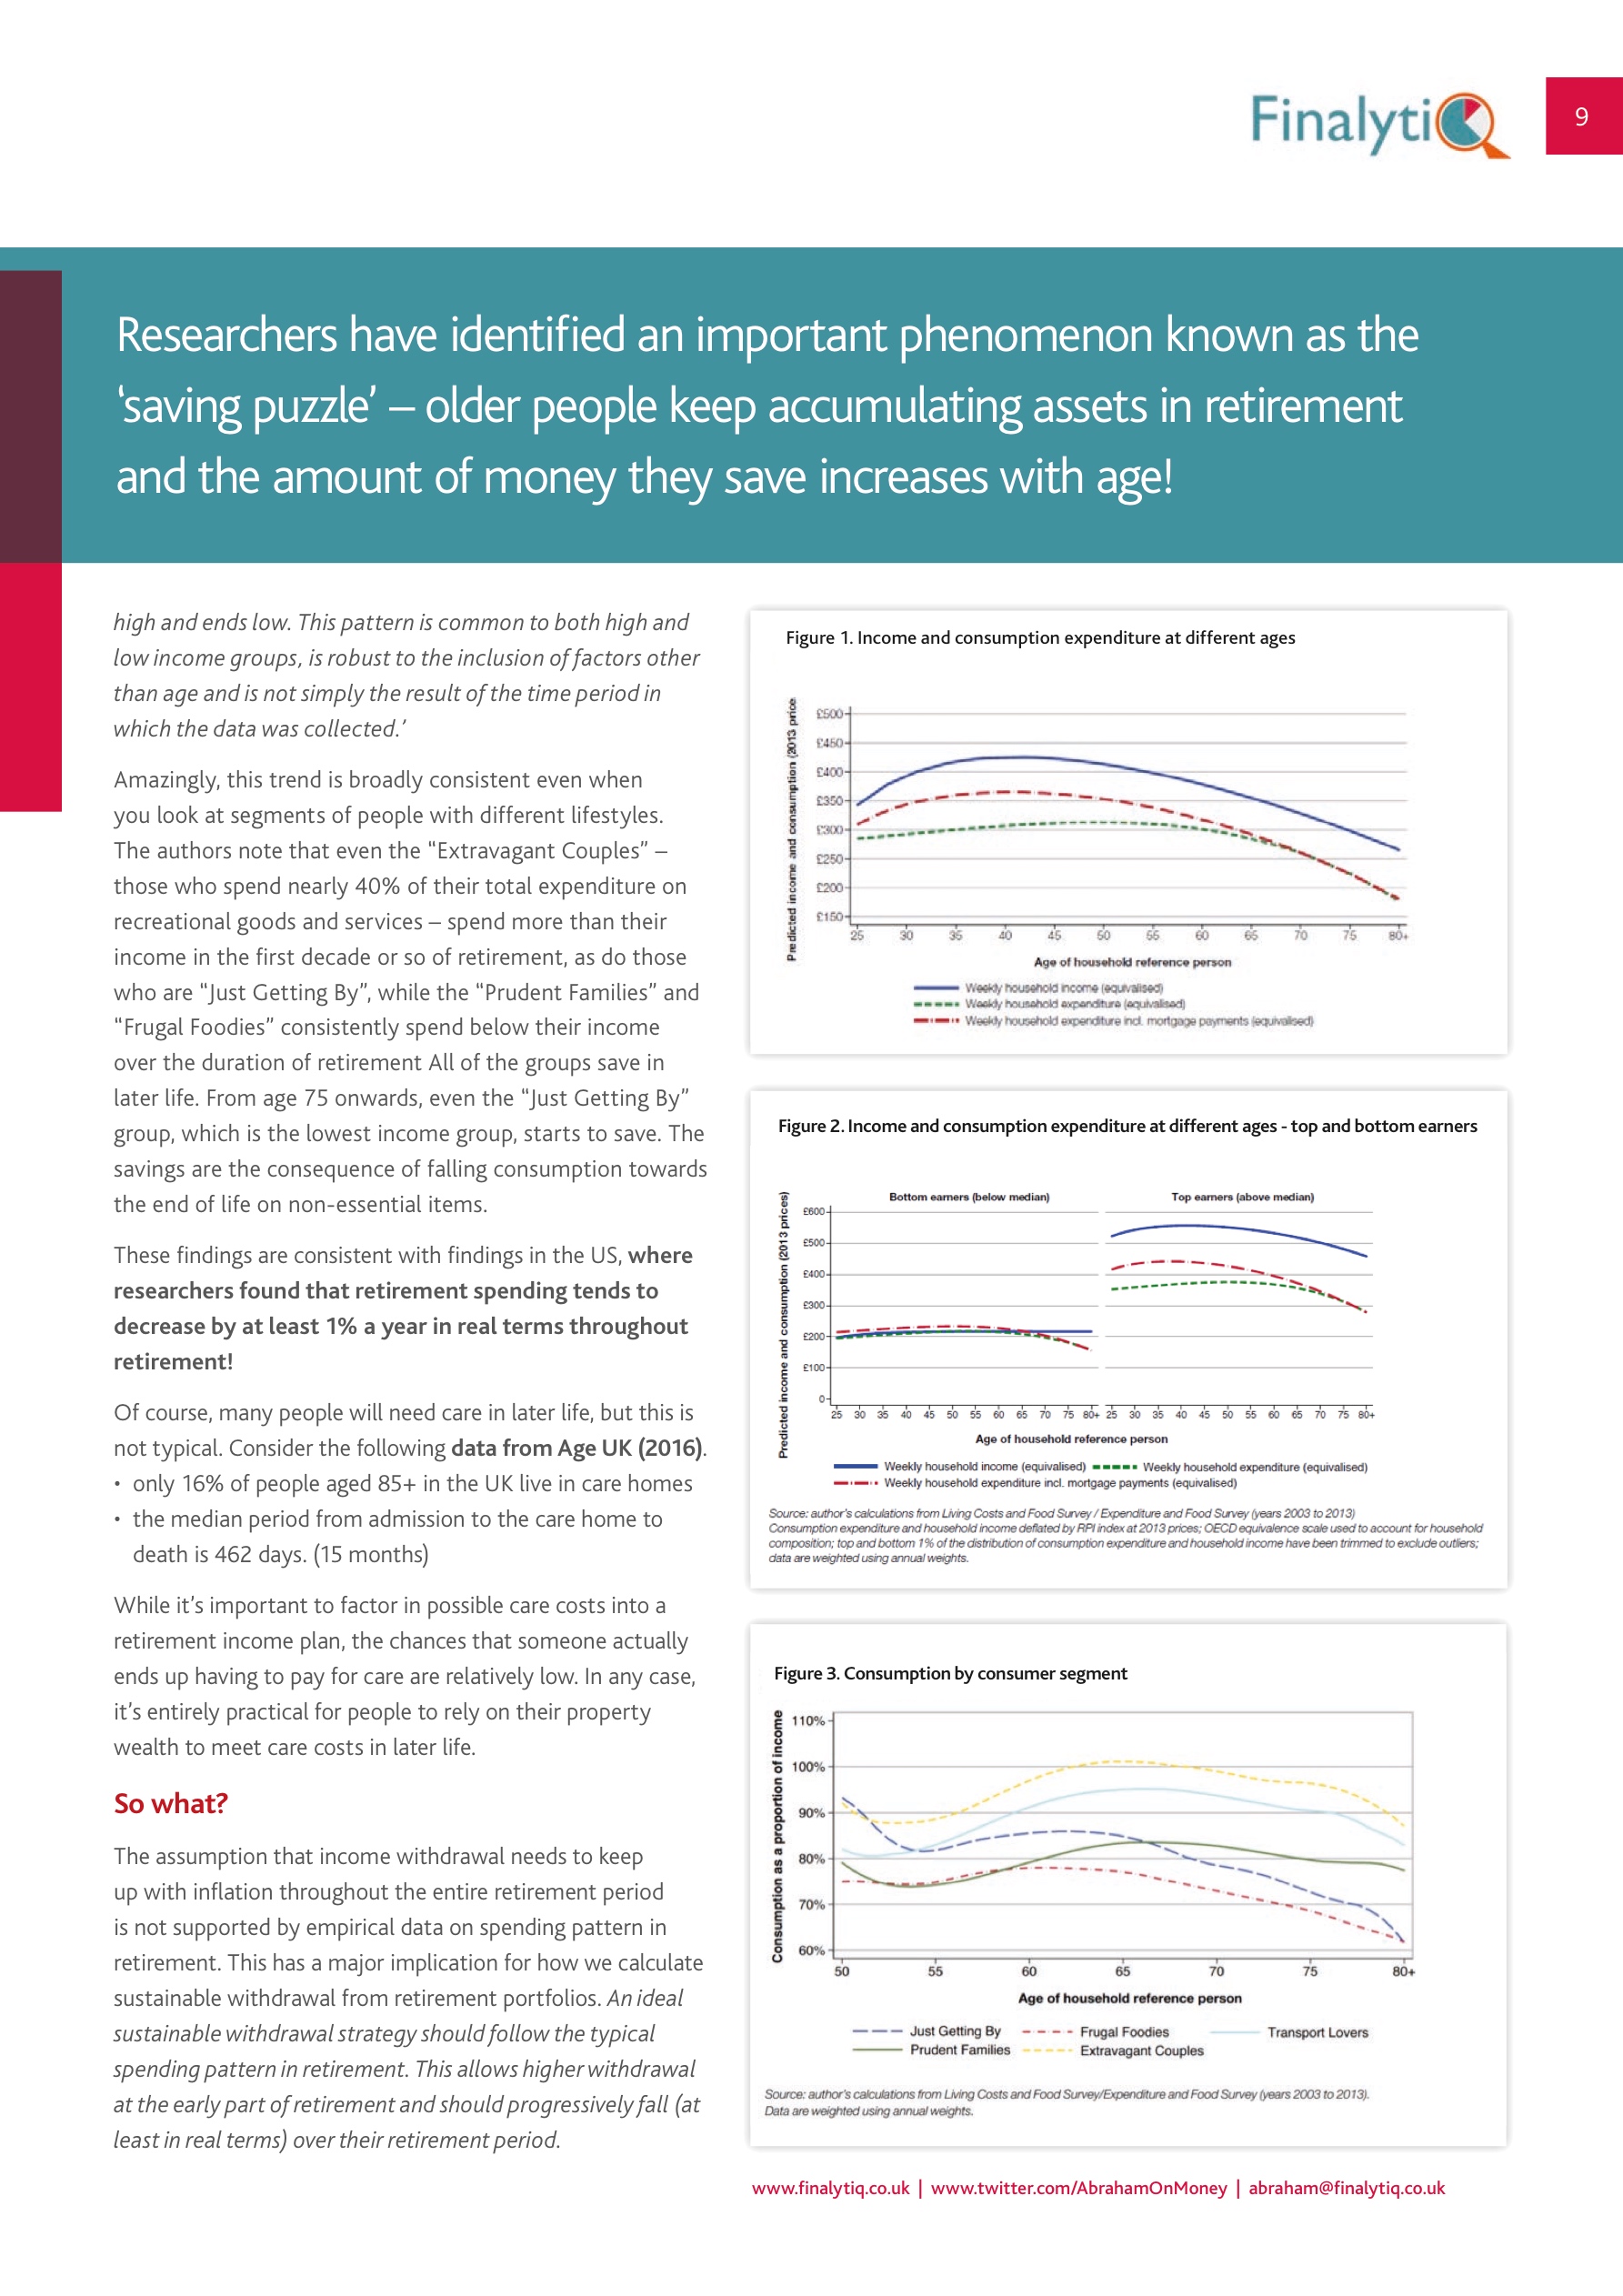 FinalytiQ
9
Researchers have identified an important phenomenon known as the
‘saving puzzle’ – older people keep accumulating assets in retirement
and the amount of money they save increases with age!
high and ends low. This pattern is common to both high and
low income groups, is robust to the inclusion of factors other
than age and is not simply the result of the time period in
which the data was collected.’
Amazingly, this trend is broadly consistent even when
you look at segments of people with different lifestyles.
The authors note that even the “Extravagant Couples” –
those who spend nearly 40% of their total expenditure on
recreational goods and services – spend more than their
income in the first decade or so of retirement, as do those
who are “Just Getting By”, while the “Prudent Families” and
“Frugal Foodies” consistently spend below their income
over the duration of retirement All of the groups save in
later life. From age 75 onwards, even the “Just Getting By”
group, which is the lowest income group, starts to save. The
savings are the consequence of falling consumption towards
the end of life on non-essential items.
These findings are consistent with findings in the US, where
researchers found that retirement spending tends to
decrease by at least 1% a year in real terms throughout
retirement!
Of course, many people will need care in later life, but this is
not typical. Consider the following data from Age UK (2016).
• only 16% of people aged 85+ in the UK live in care homes
• the median period from admission to the care home to
death is 462 days. (15 months)
While it’s important to factor in possible care costs into a
retirement income plan, the chances that someone actually
ends up having to pay for care are relatively low. In any case,
it’s entirely practical for people to rely on their property
wealth to meet care costs in later life.
So what?
The assumption that income withdrawal needs to keep
up with inflation throughout the entire retirement period
is not supported by empirical data on spending pattern in
retirement. This has a major implication for how we calculate
sustainable withdrawal from retirement portfolios. An ideal
sustainable withdrawal strategy should follow the typical
spending pattern in retirement. This allows higher withdrawal
at the early part of retirement and should progressively fall (at
least in real terms) over their retirement period.
Figure 1. Income and consumption expenditure at different ages
Predicted income and consumption (2013 price
£500
£450
£400
£350
£300
£250
£200
£150
25 30 35 40 45 50 55 60 65 70 75 80+
Age of household reference person
Weekly household income (equivalised)
Weekly household expenditure (equivalised)
Weekly household expenditure incl. mortgage payments (equivalised)
Figure 2. Income and consumption expenditure at different ages - top and bottom earners
Predicted income and consumption (2013 prices)
Bottom earners (below median) Top earners (above median)
£600
£500
£400
£300
£200
£100
0
25 30 35 40 45 50 55 60 65 70 75 80+ 25 30 35 40 45 50 55 60 65 70 75 80+
Age of household reference person
Weekly household income (equivalised) Weekly household expenditure (equivalised)
Weekly household expenditure incl. mortgage payments (equivalised)
Source: author's calculations from Living Costs and Food Survey / Expenditure and Food Survey (years 2003 to 2013)
Consumption expenditure and household income deflated by RPI index at 2013 prices; OECD equivalence scale used to account for household
composition; top and bottom 1% of the distribution of consumption expenditure and household income have been trimmed to exclude outliers;
data are weighted using annual weights.
Figure 3. Consumption by consumer segment
Consumption as a proportion of income
110%
100%
90%
80%
70%
60%
50 55 60 65 70 75 80+
Age of household reference person
Just Getting By Frugal Foodies Transport Lovers
Prudent Families Extravagant Couples
Source: author's calculations from Living Costs and Food Survey/Expenditure and Food Survey (years 2003 to 2013).
Data are weighted using annual weights.
www.finalytiq.co.uk | www.twitter.com/AbrahamOnMoney | abraham@finalytiq.co.uk